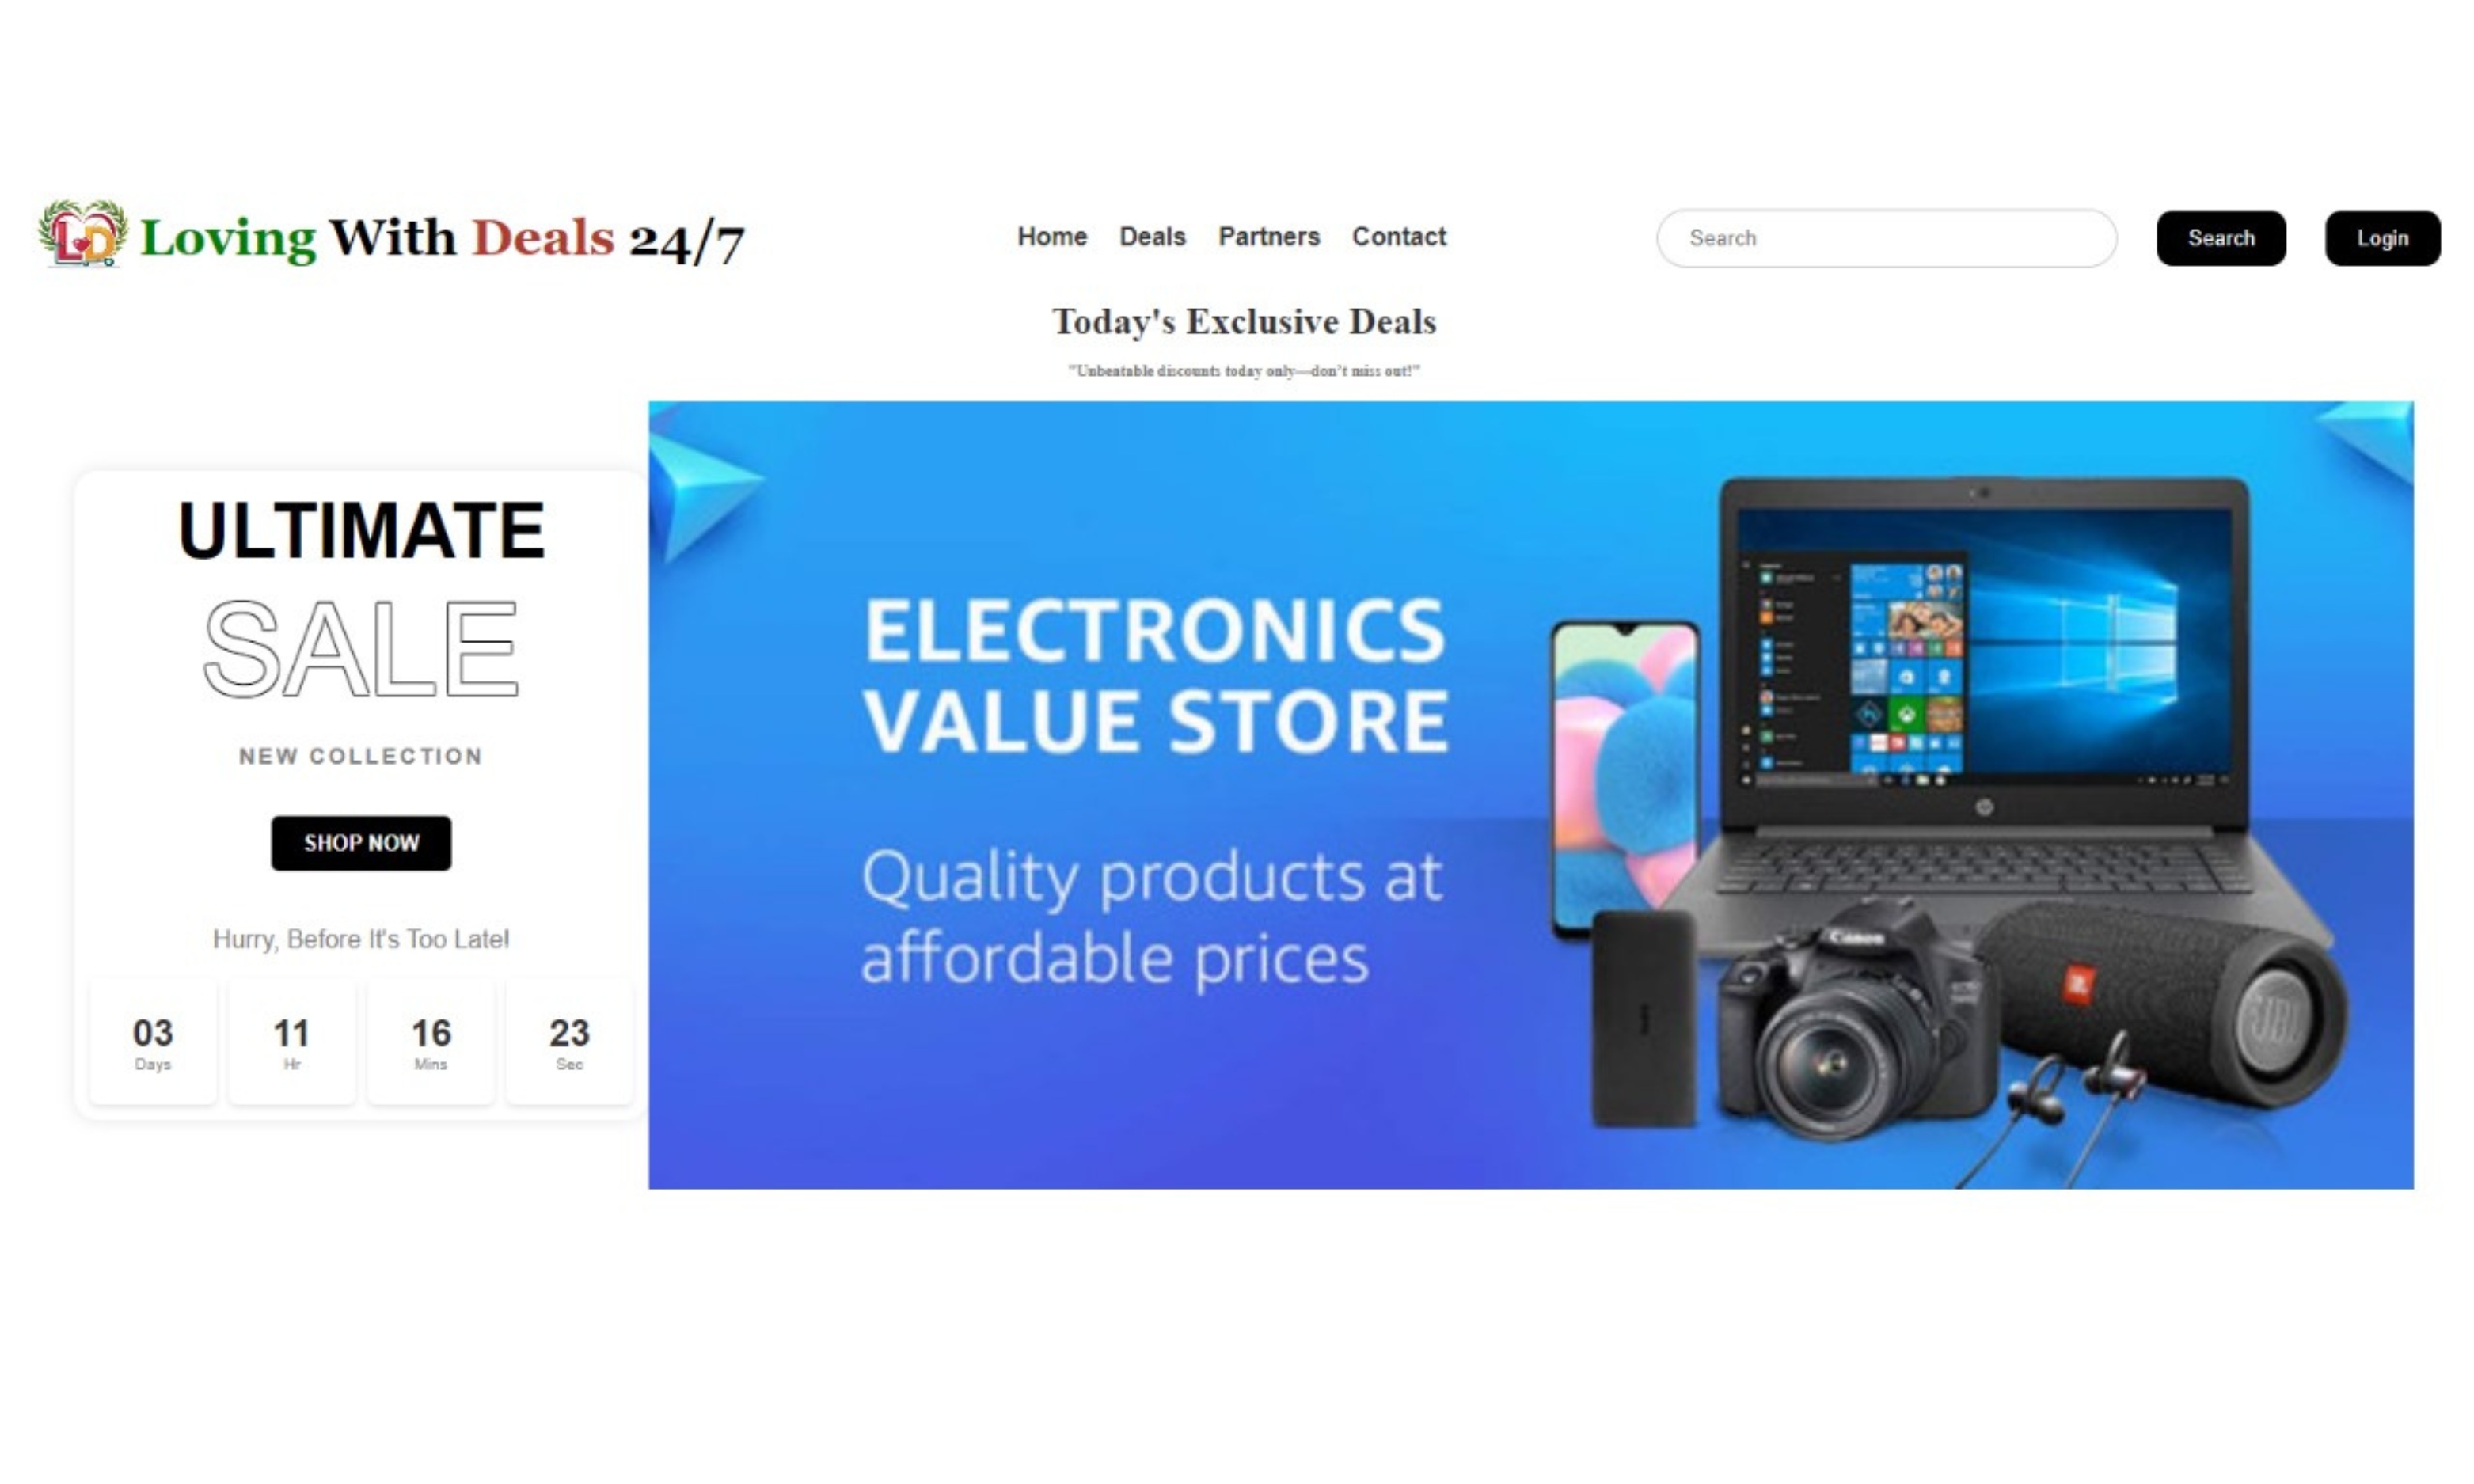 LD Loving With Deals 24/7
Home Deals Partners Contact
Search
Search
Login
Today's Exclusive Deals
"Unbeatable discounts today only—don't miss out!"
ULTIMATE
SALE
NEW COLLECTION
SHOP NOW
Hurry, Before It's Too Late!
03 11 16 23
Days Hr Mins Sec
ELECTRONICS
VALUE STORE
Quality products at
affordable prices
hp
Canon
JBL